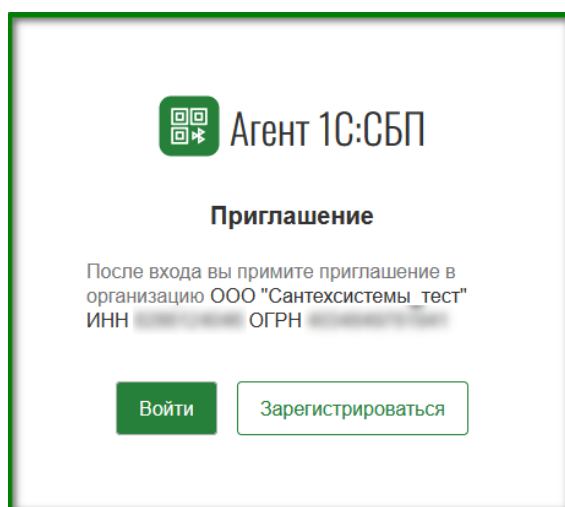 Агент 1С:СБП
Приглашение
После входа вы примите приглашение в
организацию ООО "Сантехсистемы_тест"
ИНН ОГРН
Войти Зарегистрироваться